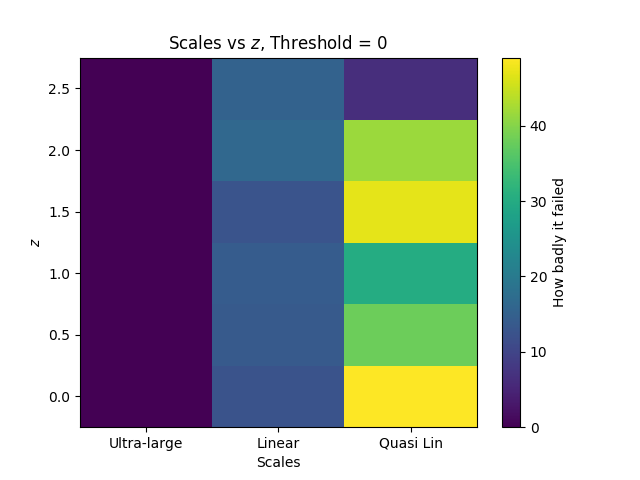 Scales vs z, Threshold = 0
2.5
2.0
1.5
1.0
0.5
0.0
z
Ultra-large Linear Quasi Lin
Scales
40
30
20
10
0
How badly it failed